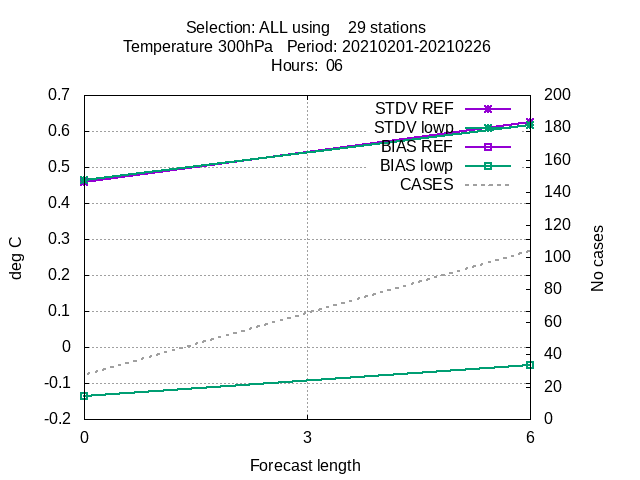 Selection: ALL using 29 stations
Temperature 300hPa Period: 20210201-20210226
Hours: 06
0.7
0.6
0.5
0.4
0.3
0.2
0.1
0
-0.1
-0.2
deg C
STDV REF
STDV lowp
BIAS REF
BIAS lowp
CASES
200
180
160
140
120
100
80
60
40
20
0
No cases
0 3 6
Forecast length